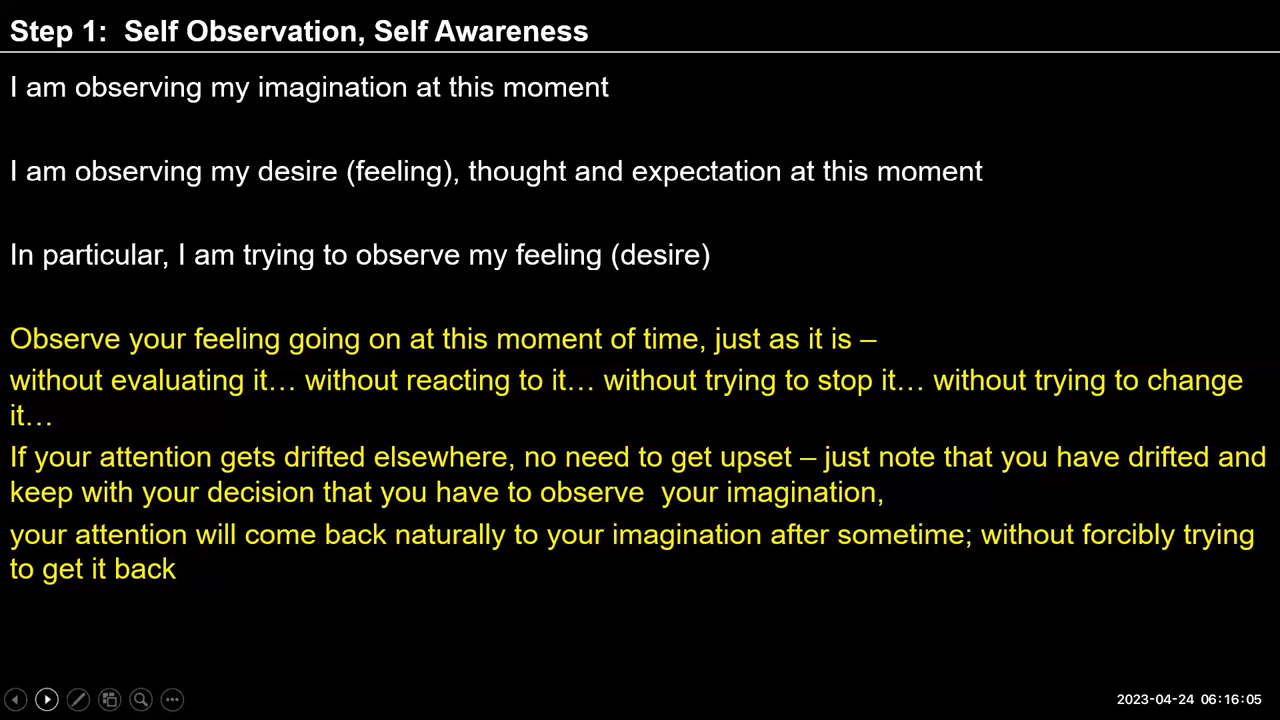 Step 1:  Self Observation, Self Awareness
I am observing my imagination at this moment
I am observing my desire (feeling), thought and expectation at this moment
In particular, I am trying to observe my feeling (desire)
Observe your feeling going on at this moment of time, just as it is –
without evaluating it… without reacting to it… without trying to stop it… without trying to change
it…
If your attention gets drifted elsewhere, no need to get upset – just note that you have drifted and
keep with your decision that you have to observe  your imagination,
your attention will come back naturally to your imagination after sometime; without forcibly trying
to get it back
2023-04-24 06:16:05